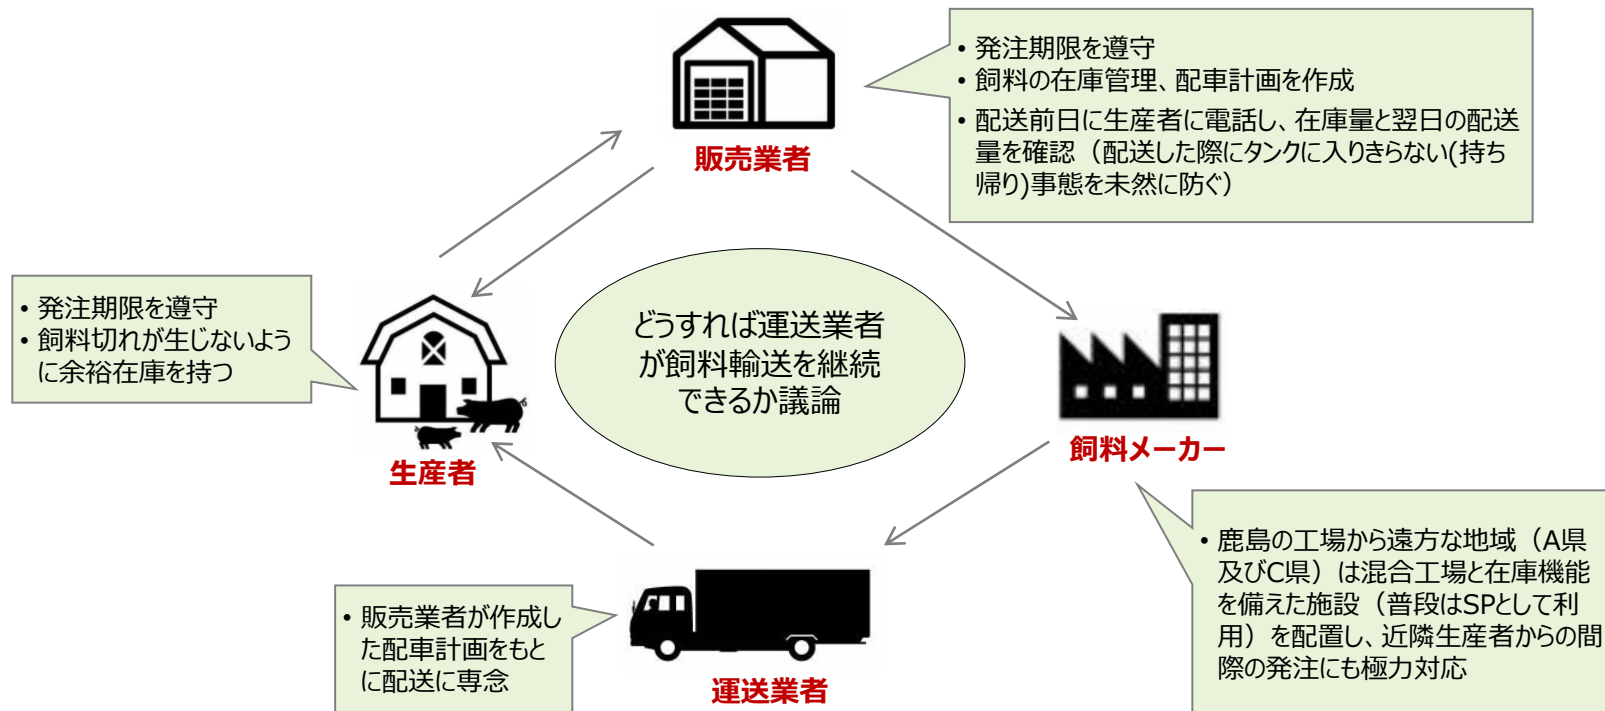 • 発注期限を遵守
• 飼料の在庫管理、配車計画を作成
• 配送前日に生産者に電話し、在庫量と翌日の配送
量を確認（配送した際にタンクに入りきらない(持ち
帰り)事態を未然に防ぐ）
販売業者
• 発注期限を遵守
• 飼料切れが生じないよう
に余裕在庫を持つ
生産者
どうすれば運送業者
が飼料輸送を継続
できるか議論
飼料メーカー
• 鹿島の工場から遠方な地域（A県
及びC県）は混合工場と在庫機能
を備えた施設（普段はSPとして利
用）を配置し、近隣生産者からの間
際の発注にも極力対応
• 販売業者が作成し
た配車計画をもと
に配送に専念
運送業者